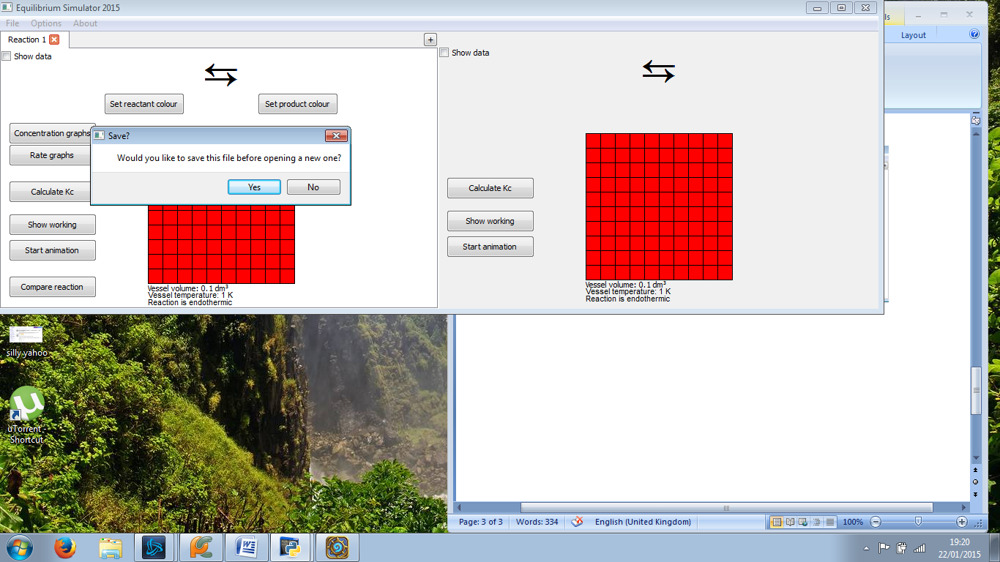 Equilibrium Simulator 2015
File Options About
Reaction 1
+
Show data
Set reactant colour Set product colour
Concentration graphs
Rate graphs
Calculate Kc
Show working
Start animation
Compare reaction
Vessel volume: 0.1 dm³
Vessel temperature: 1 K
Reaction is endothermic
Save?
Would you like to save this file before opening a new one?
Yes No
Show data
Calculate Kc
Show working
Start animation
Vessel volume: 0.1 dm³
Vessel temperature: 1 K
Reaction is endothermic
ls
Layout
silly yahoo
uTorrent -
Shortcut
Page: 3 of 3 Words: 334 English (United Kingdom) 100%
19:20
22/01/2015